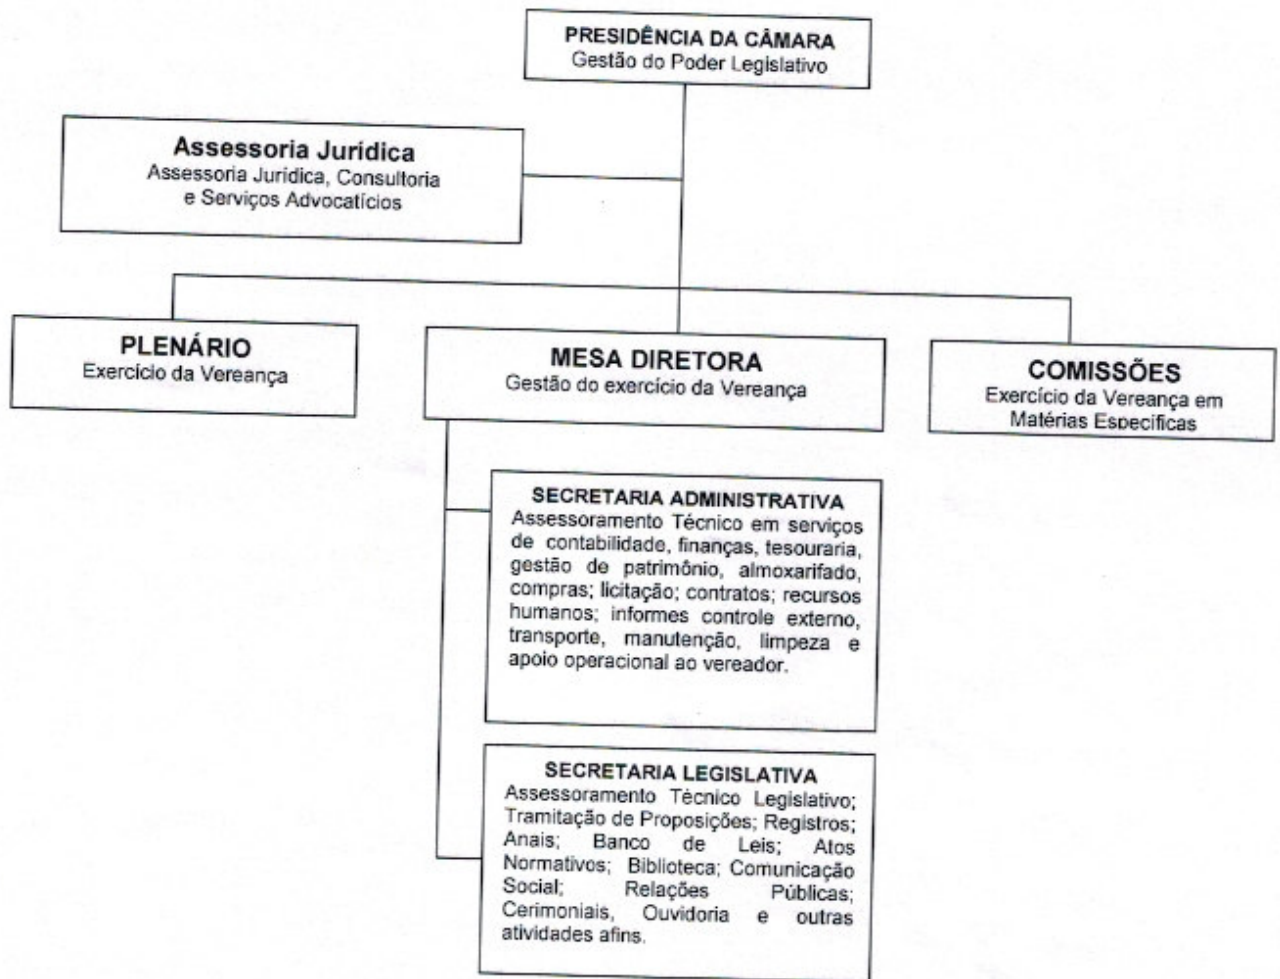 PRESIDÊNCIA DA CÂMARA
Gestão do Poder Legislativo
Assessoria Jurídica
Assessoria Jurídica, Consultoria
e Serviços Advocatícios
PLENÁRIO
Exercício da Vereança
MESA DIRETORA
Gestão do exercício da Vereança
COMISSÕES
Exercício da Vereança em
Matérias Específicas
SECRETARIA ADMINISTRATIVA
Assessoramento Técnico em serviços
de contabilidade, finanças, tesouraria,
gestão de patrimônio, almoxarifado,
compras; licitação; contratos; recursos
humanos; informes controle externo,
transporte, manutenção, limpeza e
apoio operacional ao vereador.
SECRETARIA LEGISLATIVA
Assessoramento Técnico Legislativo;
Tramitação de Proposições; Registros;
Anais; Banco de Leis; Atos
Normativos; Biblioteca; Comunicação
Social; Relações Públicas;
Cerimoniais, Ouvidoria e outras
atividades afins.